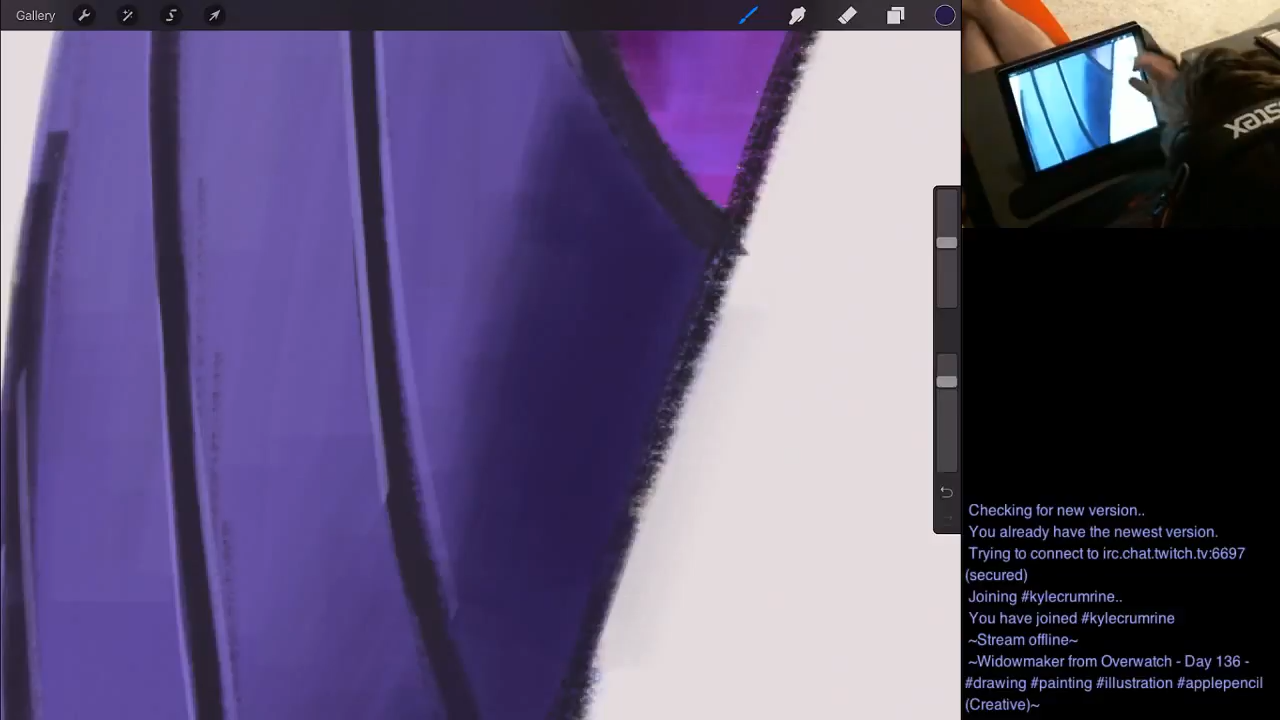 Gallery
stex
Checking for new version..
You already have the newest version.
Trying to connect to irc.chat.twitch.tv:6697
(secured)
Joining #kylecrumrine..
You have joined #kylecrumrine
~Stream offline~
~Widowmaker from Overwatch - Day 136 -
#drawing #painting #illustration #applepencil
(Creative)~